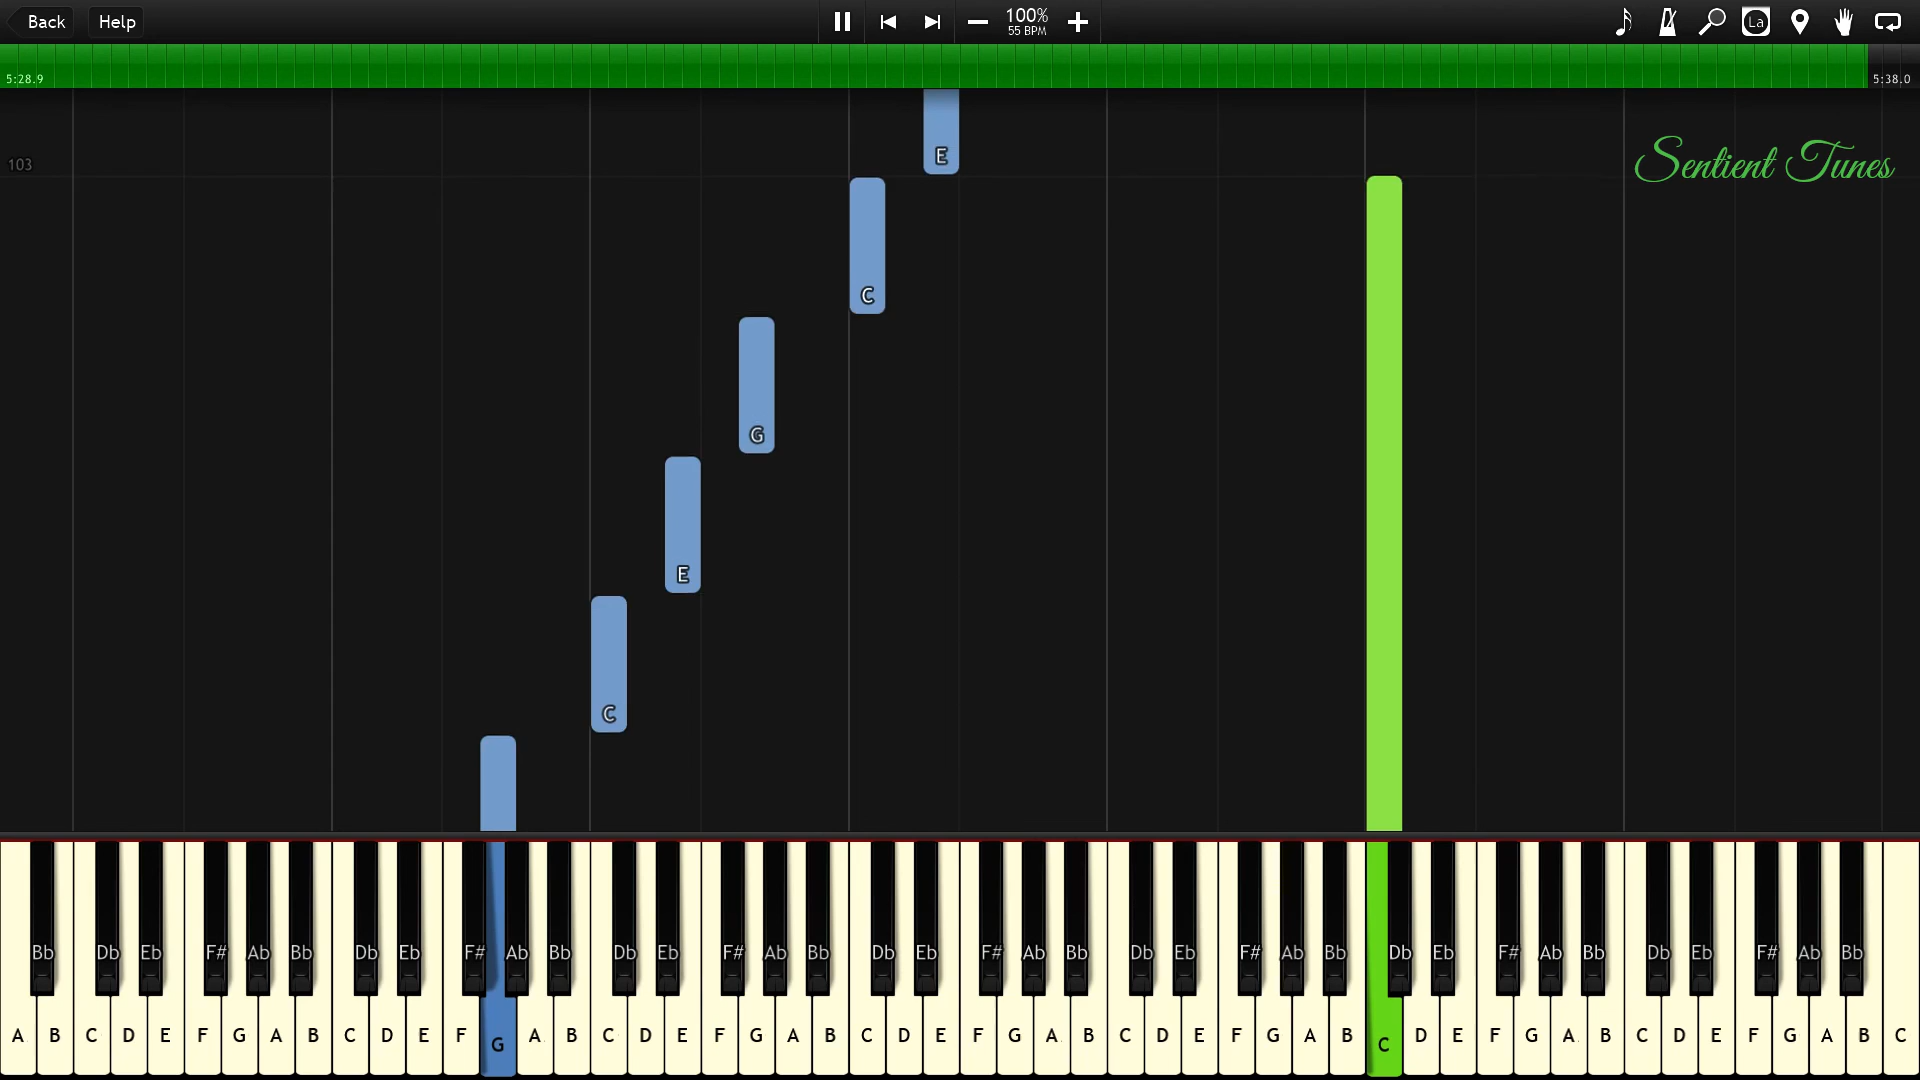 Back Help 100%
55 BPM La
5:28.9 5:38.0
E
103
Sentient Tunes
C
G
E
C
Bb Db Eb F# Ab Bb Db Eb F# Ab Bb Db Eb F# Ab Bb Db Eb F# Ab Bb Db Eb F# Ab Bb Db Eb F# Ab Bb Db Eb F# Ab Bb
A B C D E F G A B C D E F G A B C D E F G A B C D E F G A B C D E F G A B C D E F G A B C D E F G A B C